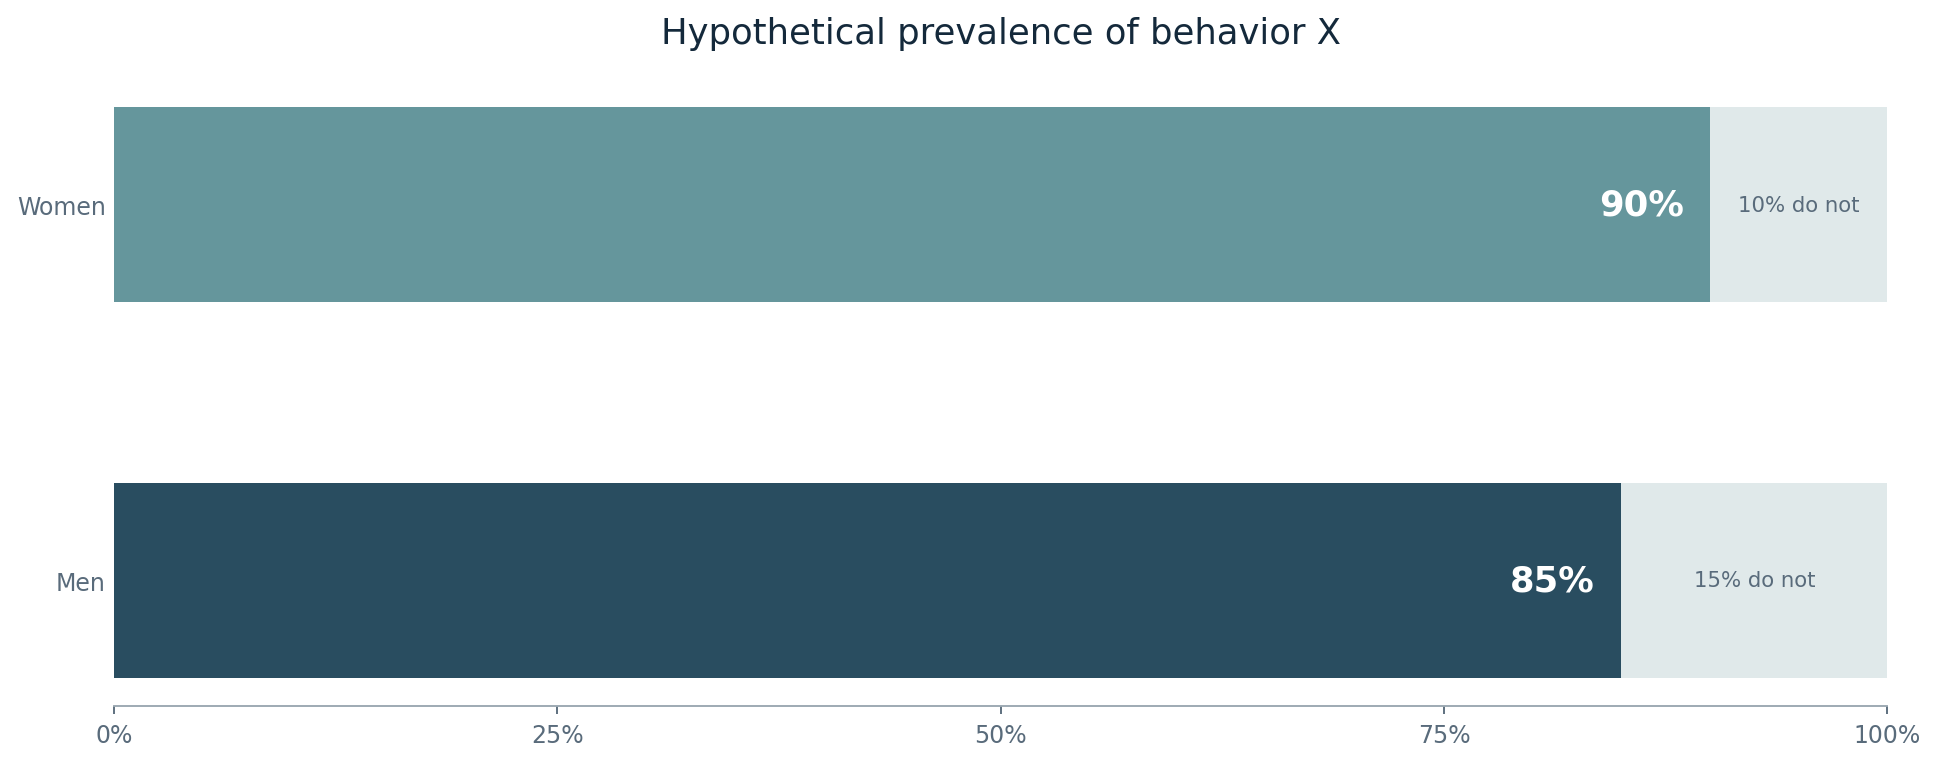 Hypothetical prevalence of behavior X
Women
90%
10% do not
Men
85%
15% do not
0%
25%
50%
75%
100%